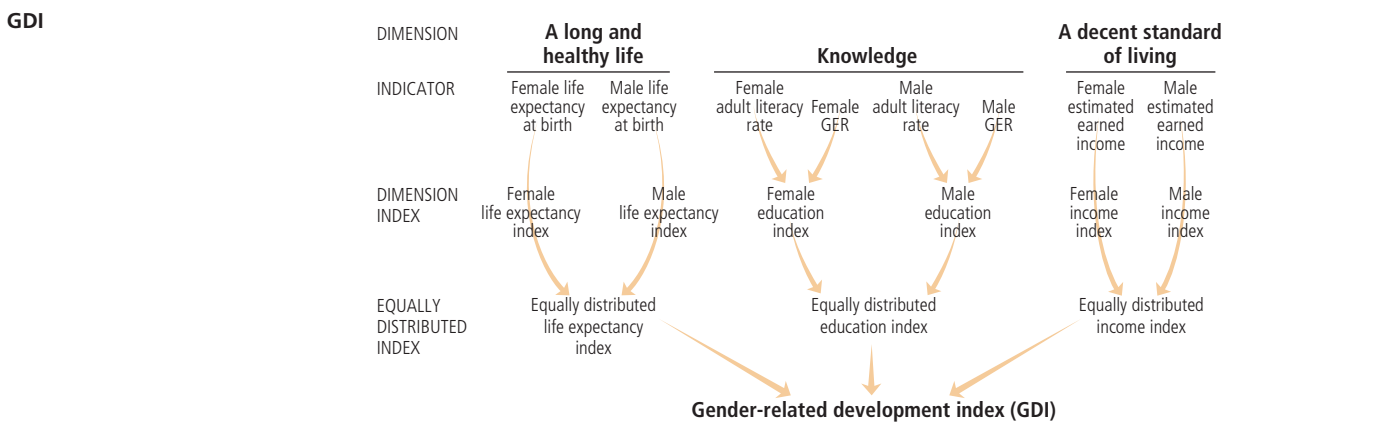 GDI
DIMENSION
A long and
healthy life
Knowledge
A decent standard
of living
INDICATOR
Female life
expectancy
at birth
Male life
expectancy
at birth
Female
adult literacy
rate
Female
GER
Male
adult literacy
rate
Male
GER
Female
estimated
earned
income
Male
estimated
earned
income
DIMENSION
INDEX
Female
life expectancy
index
Male
life expectancy
index
Female
education
index
Male
education
index
Female
income
index
Male
income
index
EQUALLY
DISTRIBUTED
INDEX
Equally distributed
life expectancy
index
Equally distributed
education index
Equally distributed
income index
Gender-related development index (GDI)